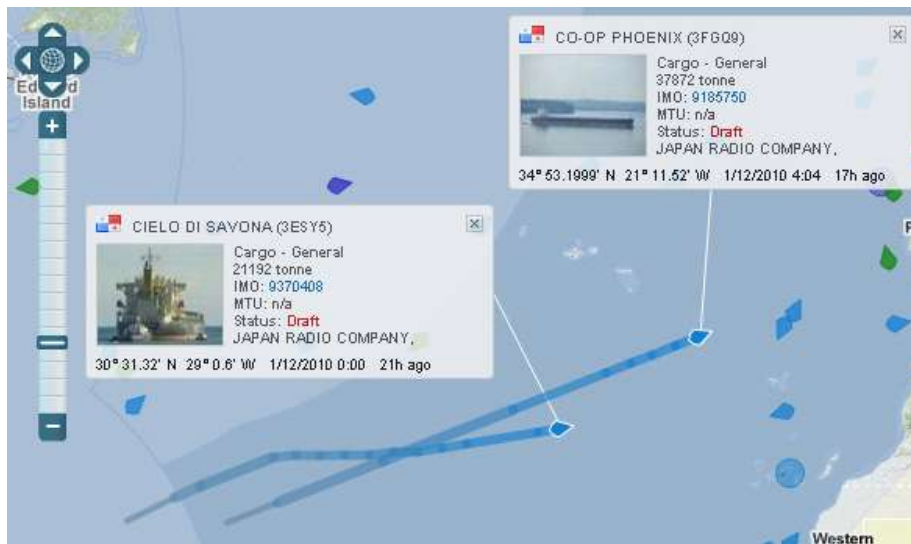 CO-OP PHOENIX (3FGQ9)
Cargo - General
37872 tonne
IMO: 9185750
MTU: n/a
Status: Draft
JAPAN RADIO COMPANY,
34° 53.1999' N 21° 11.52' W 1/12/2010 4:04 17h ago
Island
CIELO DI SAVONA (3ESY5)
Cargo - General
21192 tonne
IMO: 9370408
MTU: n/a
Status: Draft
JAPAN RADIO COMPANY,
30° 31.32' N 29° 0.6' W 1/12/2010 0:00 21h ago
Western